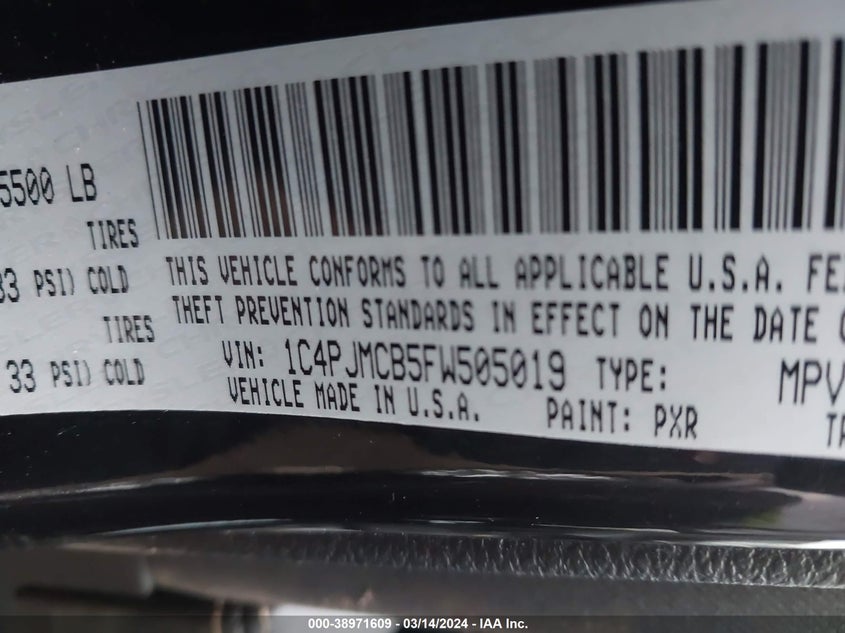 5500 LB
TIRES
33 PSI) COLD
TIRES
33 PSI) COLD
THIS VEHICLE CONFORMS TO ALL APPLICABLE U.S.A. FE
THEFT PREVENTION STANDARDS IN EFFECT ON THE DATE
VIN: 1C4PJMCB5FW505019 TYPE: MPV
VEHICLE MADE IN U.S.A. PAINT: PXR
000-38971609 - 03/14/2024 - IAA Inc.